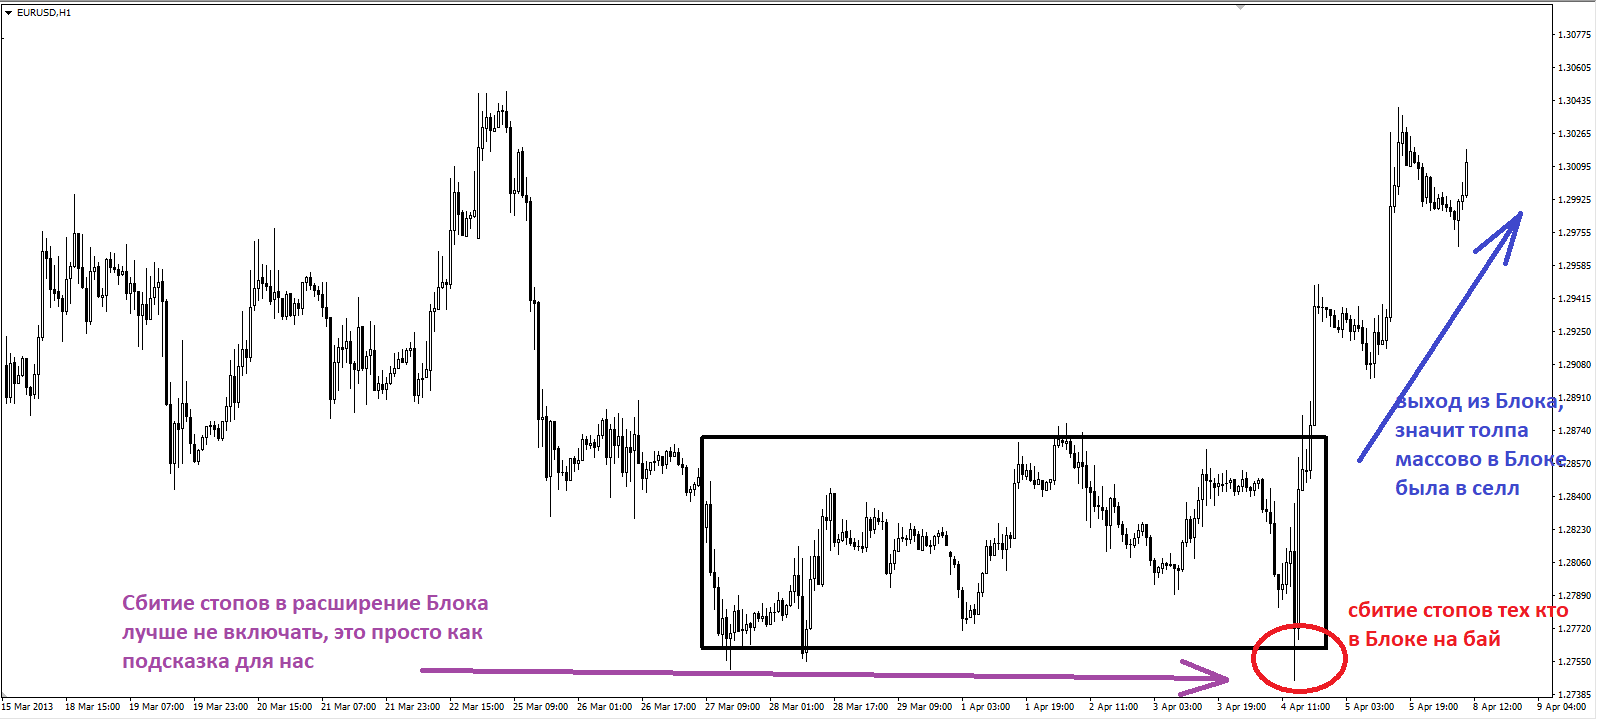 EURUSD,H1
1.30775
1.30605
1.30435
1.30265
1.30095
1.29925
1.29755
1.29585
1.29415
1.29250
1.29080
1.28910
1.28740
1.28570
1.28400
1.28230
1.28060
1.27890
1.27720
1.27550
1.27385
выход из Блока,
значит толпа
массово в Блоке
была в селл
Сбитие стопов в расширение Блока
лучше не включать, это просто как
подсказка для нас
сбитие стопов тех кто
в Блоке на бай
15 Mar 2013 18 Mar 15:00 19 Mar 07:00 19 Mar 23:00 20 Mar 15:00 21 Mar 07:00 21 Mar 23:00 22 Mar 15:00 25 Mar 09:00 26 Mar 01:00 26 Mar 17:00 27 Mar 09:00 28 Mar 01:00 28 Mar 17:00 29 Mar 09:00 1 Apr 03:00 1 Apr 19:00 2 Apr 11:00 3 Apr 03:00 3 Apr 19:00 4 Apr 11:00 5 Apr 03:00 5 Apr 19:00 8 Apr 12:00 9 Apr 04:00